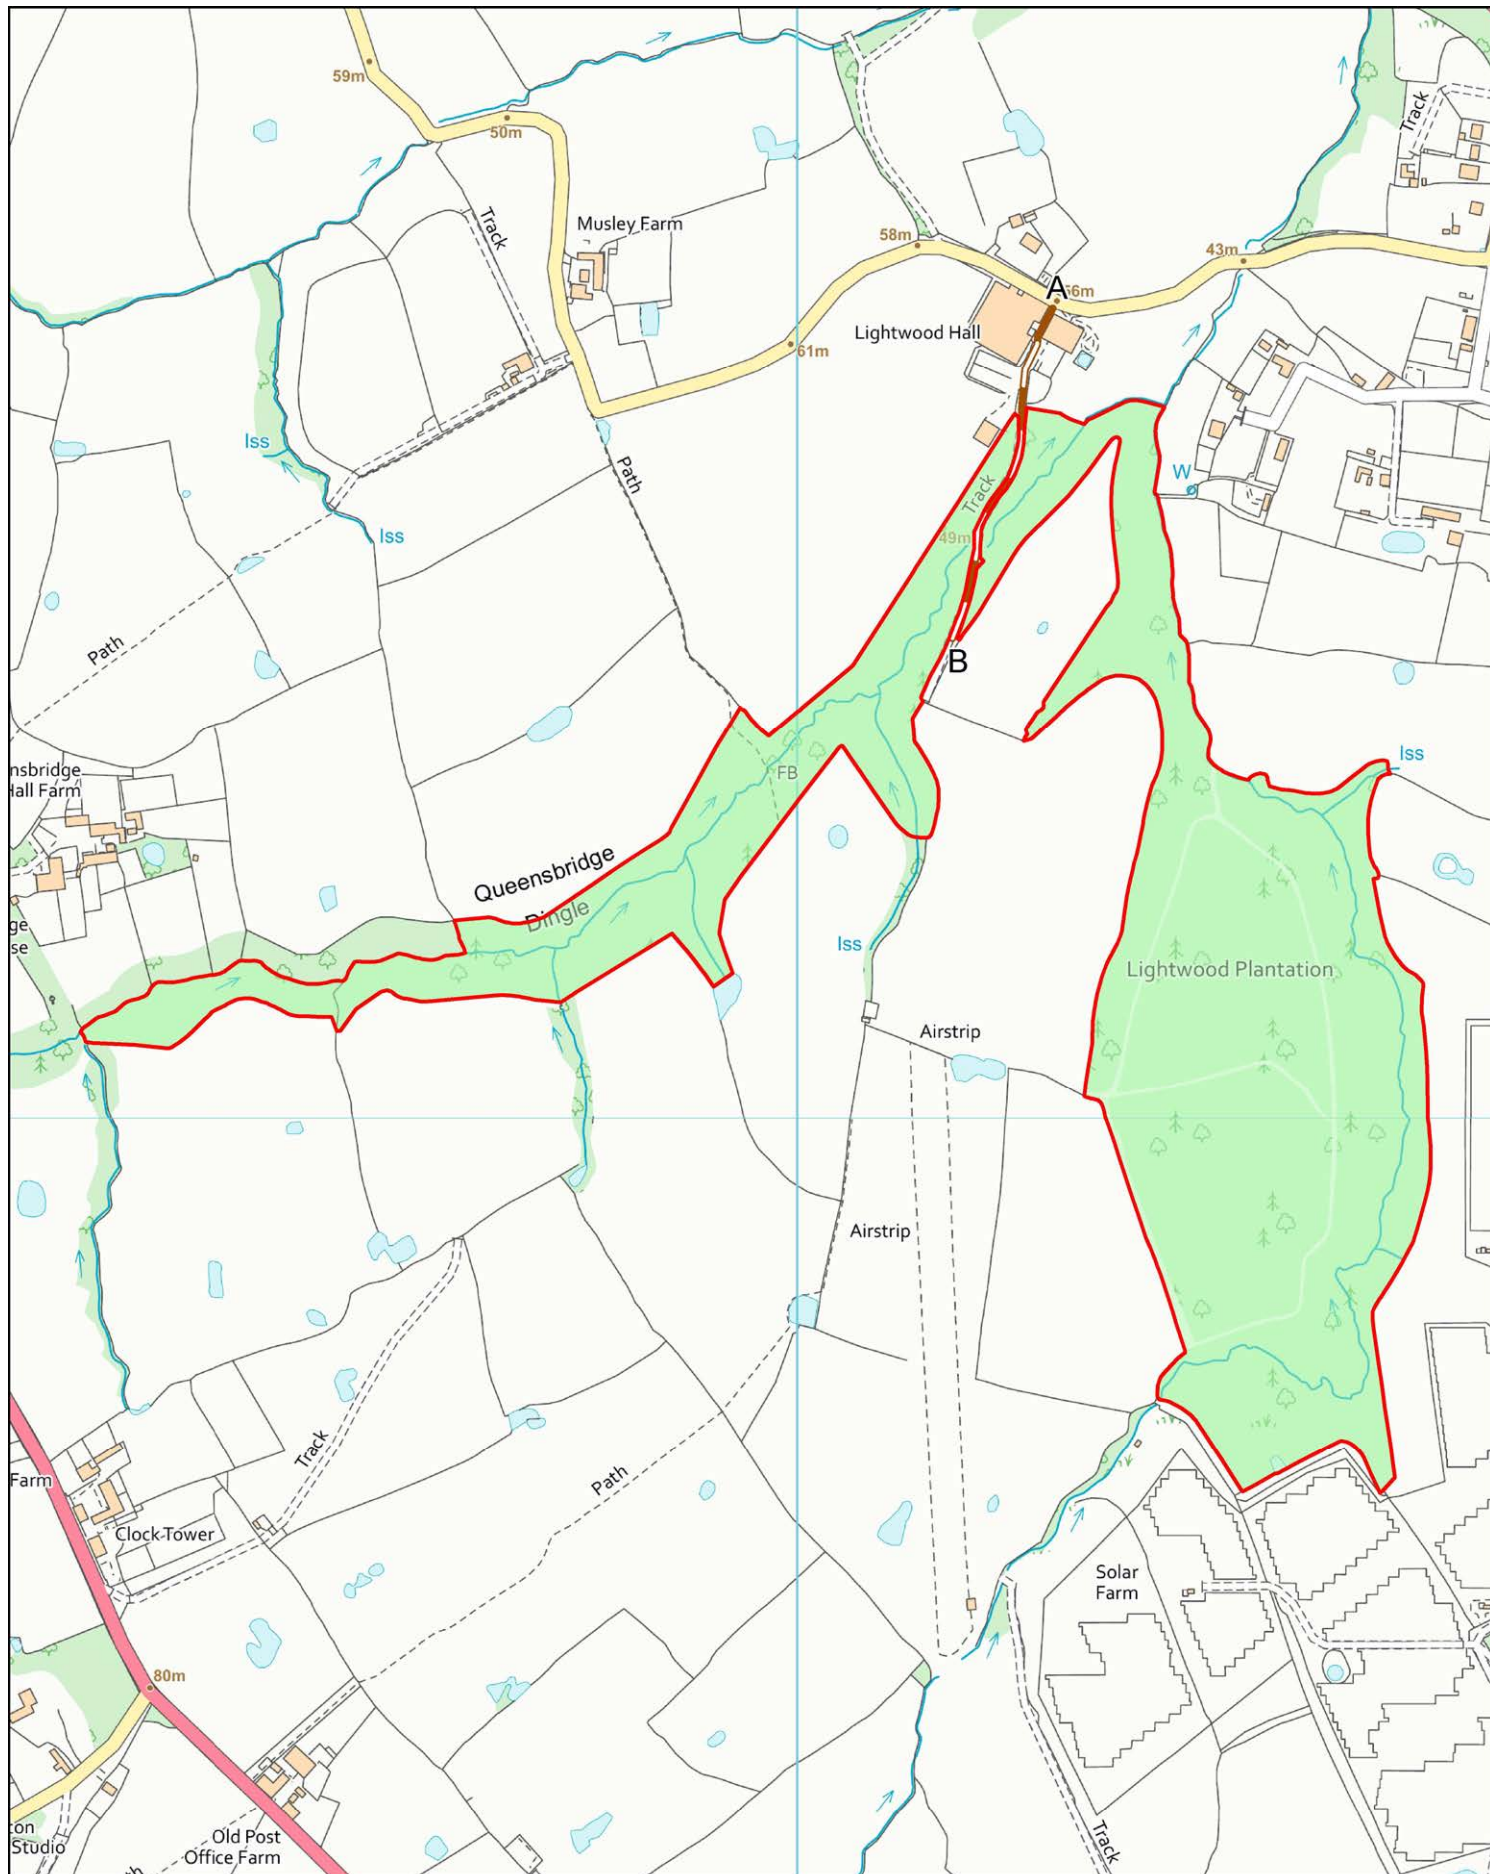 59m
50m
Track
Track
Musley Farm
58m
43m
A
56m
Lightwood Hall
61m
Iss
Iss
Path
W
Track
49m
Path
B
Iss
nsbridge
Hall Farm
FB
Queensbridge
Dingle
ge
se
Iss
Lightwood Plantation
Airstrip
Airstrip
Track
Path
Farm
Clock Tower
Solar
Farm
80m
on
Studio
Old Post
Office Farm
Track